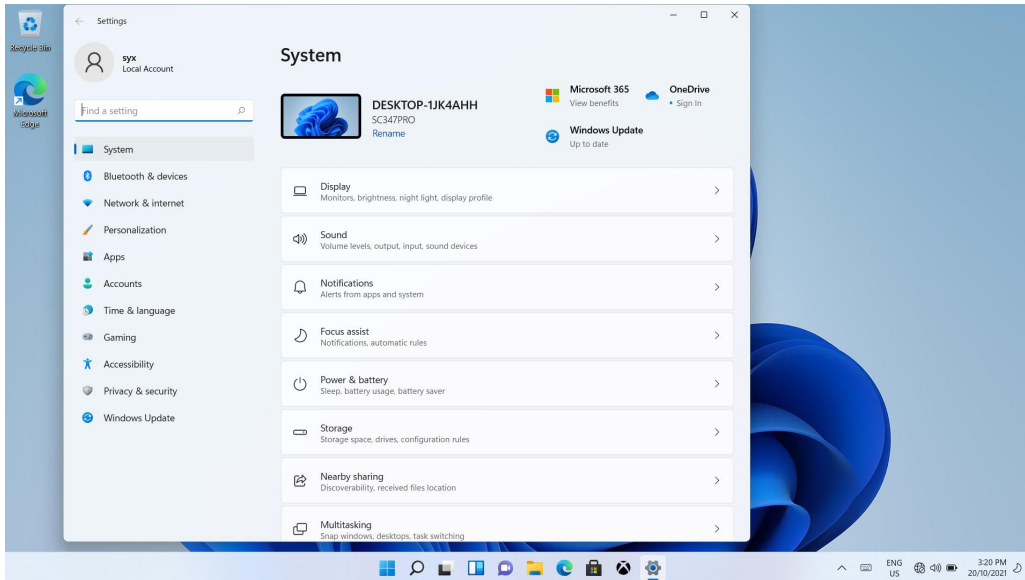 Recycle Bin
Microsoft
Edge
Settings
syx
Local Account
Find a setting
System
Bluetooth & devices
Network & internet
Personalization
Apps
Accounts
Time & language
Gaming
Accessibility
Privacy & security
Windows Update
System
DESKTOP-1JK4AHH
SC347PRO
Rename
Microsoft 365
View benefits
OneDrive
• Sign In
Windows Update
Up to date
Display
Monitors, brightness, night light, display profile
Sound
Volume levels, output, input, sound devices
Notifications
Alerts from apps and system
Focus assist
Notifications, automatic rules
Power & battery
Sleep, battery usage, battery saver
Storage
Storage space, drives, configuration rules
Nearby sharing
Discoverability, received files location
Multitasking
Snap windows, desktops, task switching
ENG
US
3:20 PM
20/10/2021